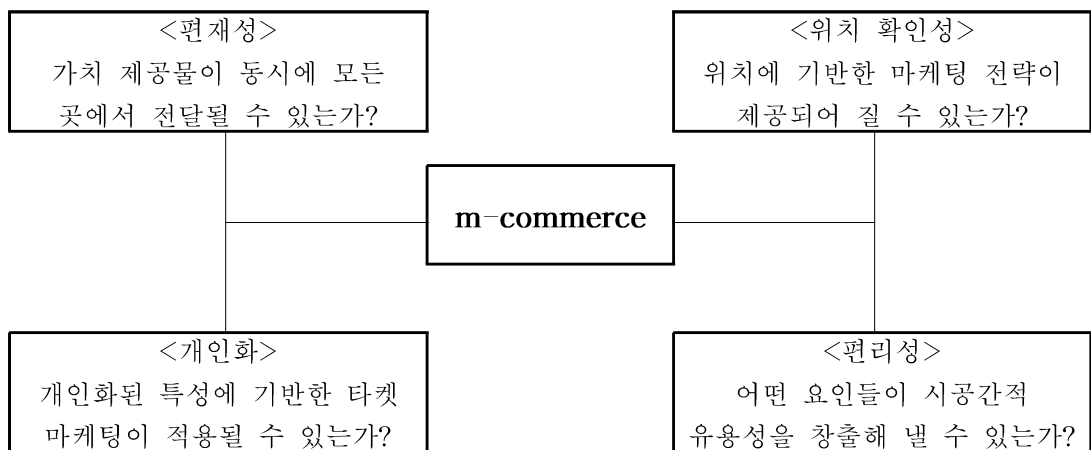 <편재성>
가치 제공물이 동시에 모든
곳에서 전달될 수 있는가?
<위치 확인성>
위치에 기반한 마케팅 전략이
제공되어 질 수 있는가?
m-commerce
<개인화>
개인화된 특성에 기반한 타켓
마케팅이 적용될 수 있는가?
<편리성>
어떤 요인들이 시공간적
유용성을 창출해 낼 수 있는가?